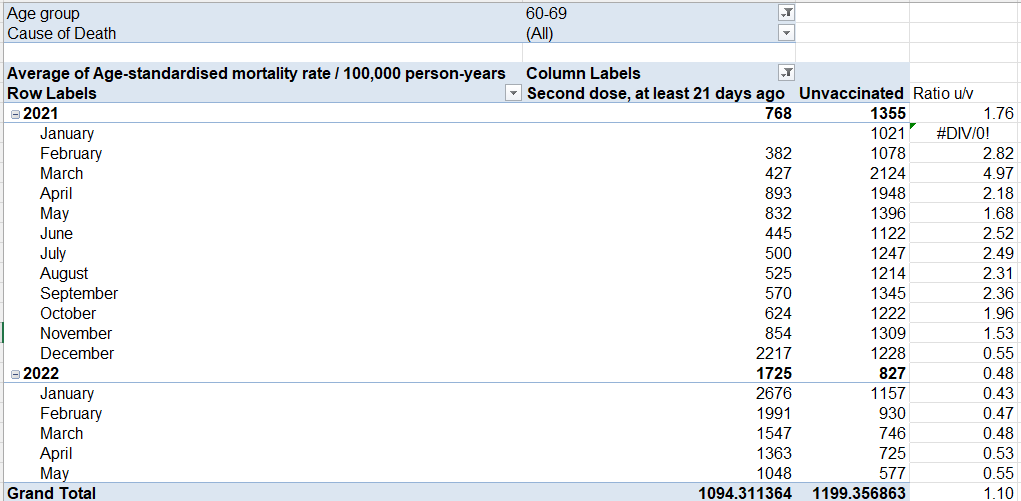 Age group 60-69
Cause of Death (All)
Average of Age-standardised mortality rate / 100,000 person-years Column Labels
Row Labels Second dose, at least 21 days ago Unvaccinated Ratio u/v
2021 768 1355 1.76
January 1021 #DIV/0!
February 382 1078 2.82
March 427 2124 4.97
April 893 1948 2.18
May 832 1396 1.68
June 445 1122 2.52
July 500 1247 2.49
August 525 1214 2.31
September 570 1345 2.36
October 624 1222 1.96
November 854 1309 1.53
December 2217 1228 0.55
2022 1725 827 0.48
January 2676 1157 0.43
February 1991 930 0.47
March 1547 746 0.48
April 1363 725 0.53
May 1048 577 0.55
Grand Total 1094.311364 1199.356863 1.10